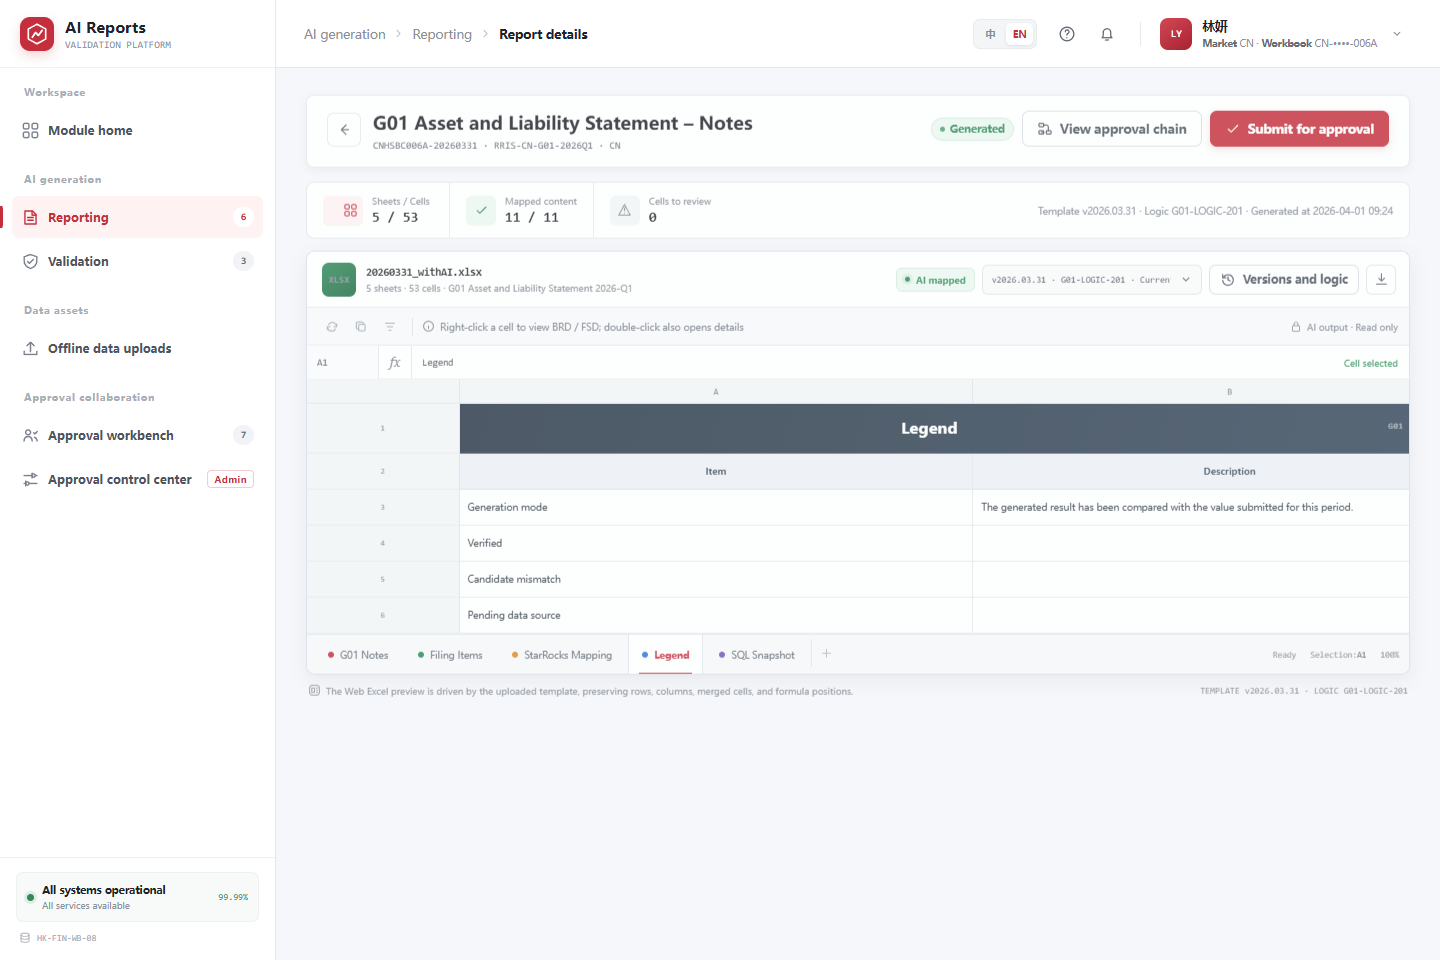 AI Reports
VALIDATION PLATFORM
Workspace
Module home
AI generation
Reporting 6
Validation 3
Data assets
Offline data uploads
Approval collaboration
Approval workbench 7
Approval control center Admin
All systems operational
All services available
99.99%
HK-FIN-WB-08
AI generation > Reporting > Report details
中 EN
LY
林妍
Market CN · Workbook CN-••••-006A
G01 Asset and Liability Statement – Notes
CNHSBC006A-20260331 · RRIS-CN-G01-2026Q1 · CN
Generated
View approval chain
Submit for approval
Sheets / Cells
5 / 53
Mapped content
11 / 11
Cells to review
0
Template v2026.03.31 · Logic G01-LOGIC-201 · Generated at 2026-04-01 09:24
XLSX
20260331_withAI.xlsx
5 sheets · 53 cells · G01 Asset and Liability Statement 2026-Q1
AI mapped
v2026.03.31 · G01-LOGIC-201 · Curren
Versions and logic
Right-click a cell to view BRD / FSD; double-click also opens details
AI output · Read only
A1 fx Legend Cell selected
A B
1 Legend G01
2 Item Description
3 Generation mode The generated result has been compared with the value submitted for this period.
4 Verified
5 Candidate mismatch
6 Pending data source
G01 Notes Filing Items StarRocks Mapping Legend SQL Snapshot +
Ready Selection:A1 100%
The Web Excel preview is driven by the uploaded template, preserving rows, columns, merged cells, and formula positions.
TEMPLATE v2026.03.31 · LOGIC G01-LOGIC-201